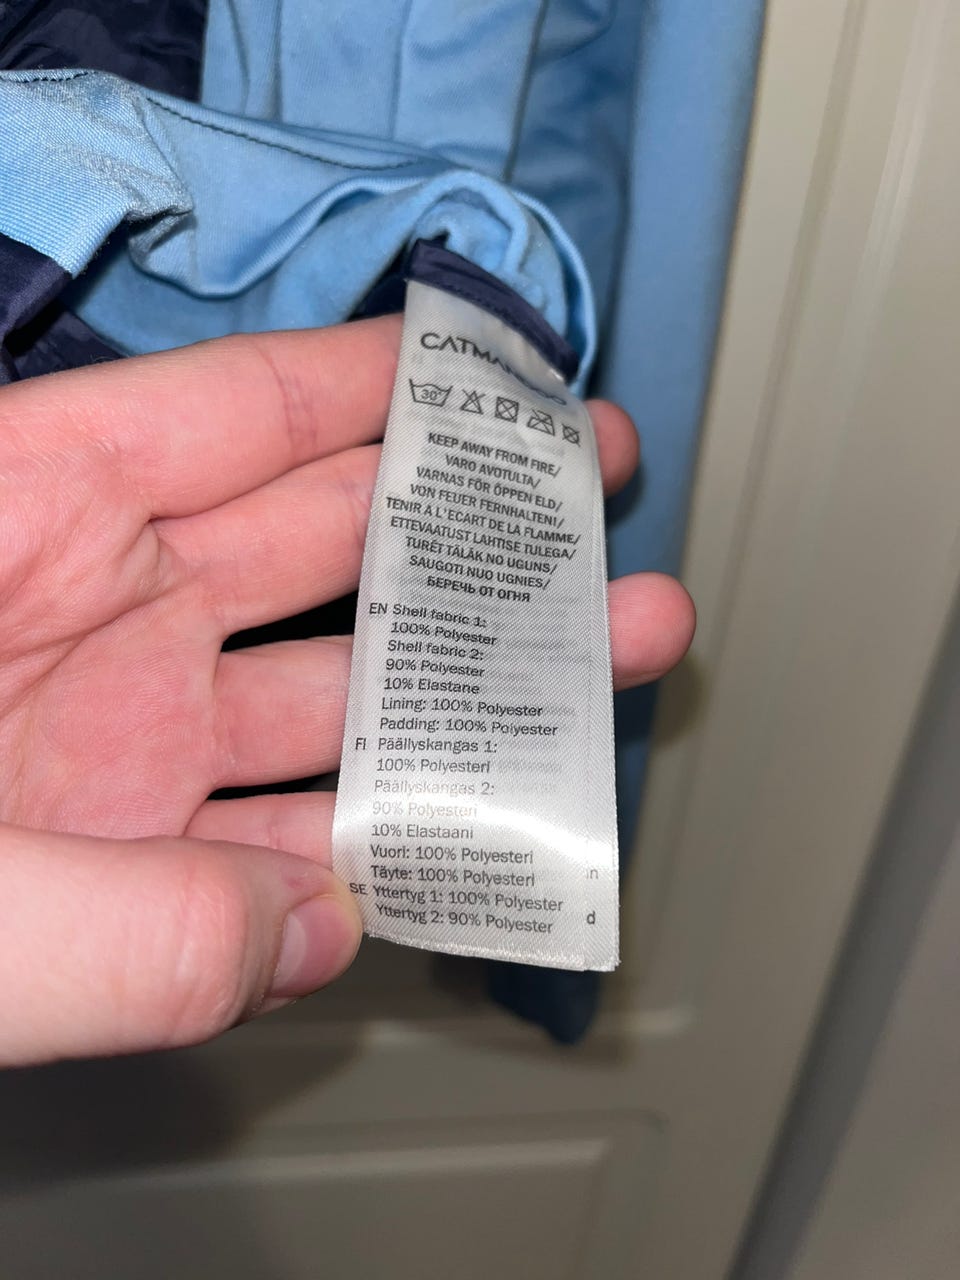 30°
KEEP AWAY FROM FIRE/
VARO AVOTULTA/
VARNAS FÖR ÖPPEN ELD/
VON FEUER FERNHALTEN!/
TENIR A L'ECART DE LA FLAMME/
ETTEVAATUST LAHTISE TULEGA/
TURĒT TĀLĀK NO UGUNS/
SAUGOTI NUO UGNIES/
БЕРЕЧЬ ОТ ОГНЯ
EN Shell fabric 1:
100% Polyester
Shell fabric 2:
90% Polyester
10% Elastane
Lining: 100% Polyester
Padding: 100% Polyester
FI Päällyskangas 1:
100% Polyesteri
Päällyskangas 2:
90% Polyesteri
10% Elastaani
Vuori: 100% Polyesteri
Täyte: 100% Polyesteri
SE Yttertyg 1: 100% Polyester
Yttertyg 2: 90% Polyester